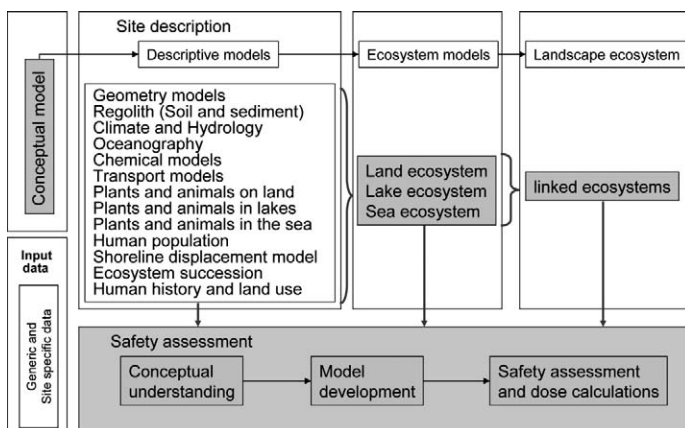 Site description
Conceptual model
Descriptive models
Ecosystem models
Landscape ecosystem
Geometry models
Regolith (Soil and sediment)
Climate and Hydrology
Oceanography
Chemical models
Transport models
Plants and animals on land
Plants and animals in lakes
Plants and animals in the sea
Human population
Shoreline displacement model
Ecosystem succession
Human history and land use
Land ecosystem
Lake ecosystem
Sea ecosystem
linked ecosystems
Input
data
Generic and
Site specific data
Safety assessment
Conceptual
understanding
Model
development
Safety assessment
and dose calculations